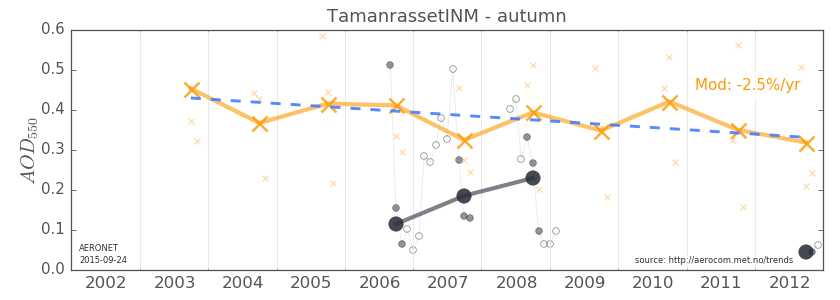 TamanrassetINM - autumn
0.6
0.5
0.4
0.3
0.2
0.1
0.0
AOD550
Mod: -2.5%/yr
AERONET
2015-09-24
source: http://aerocom.met.no/trends
2002 2003 2004 2005 2006 2007 2008 2009 2010 2011 2012